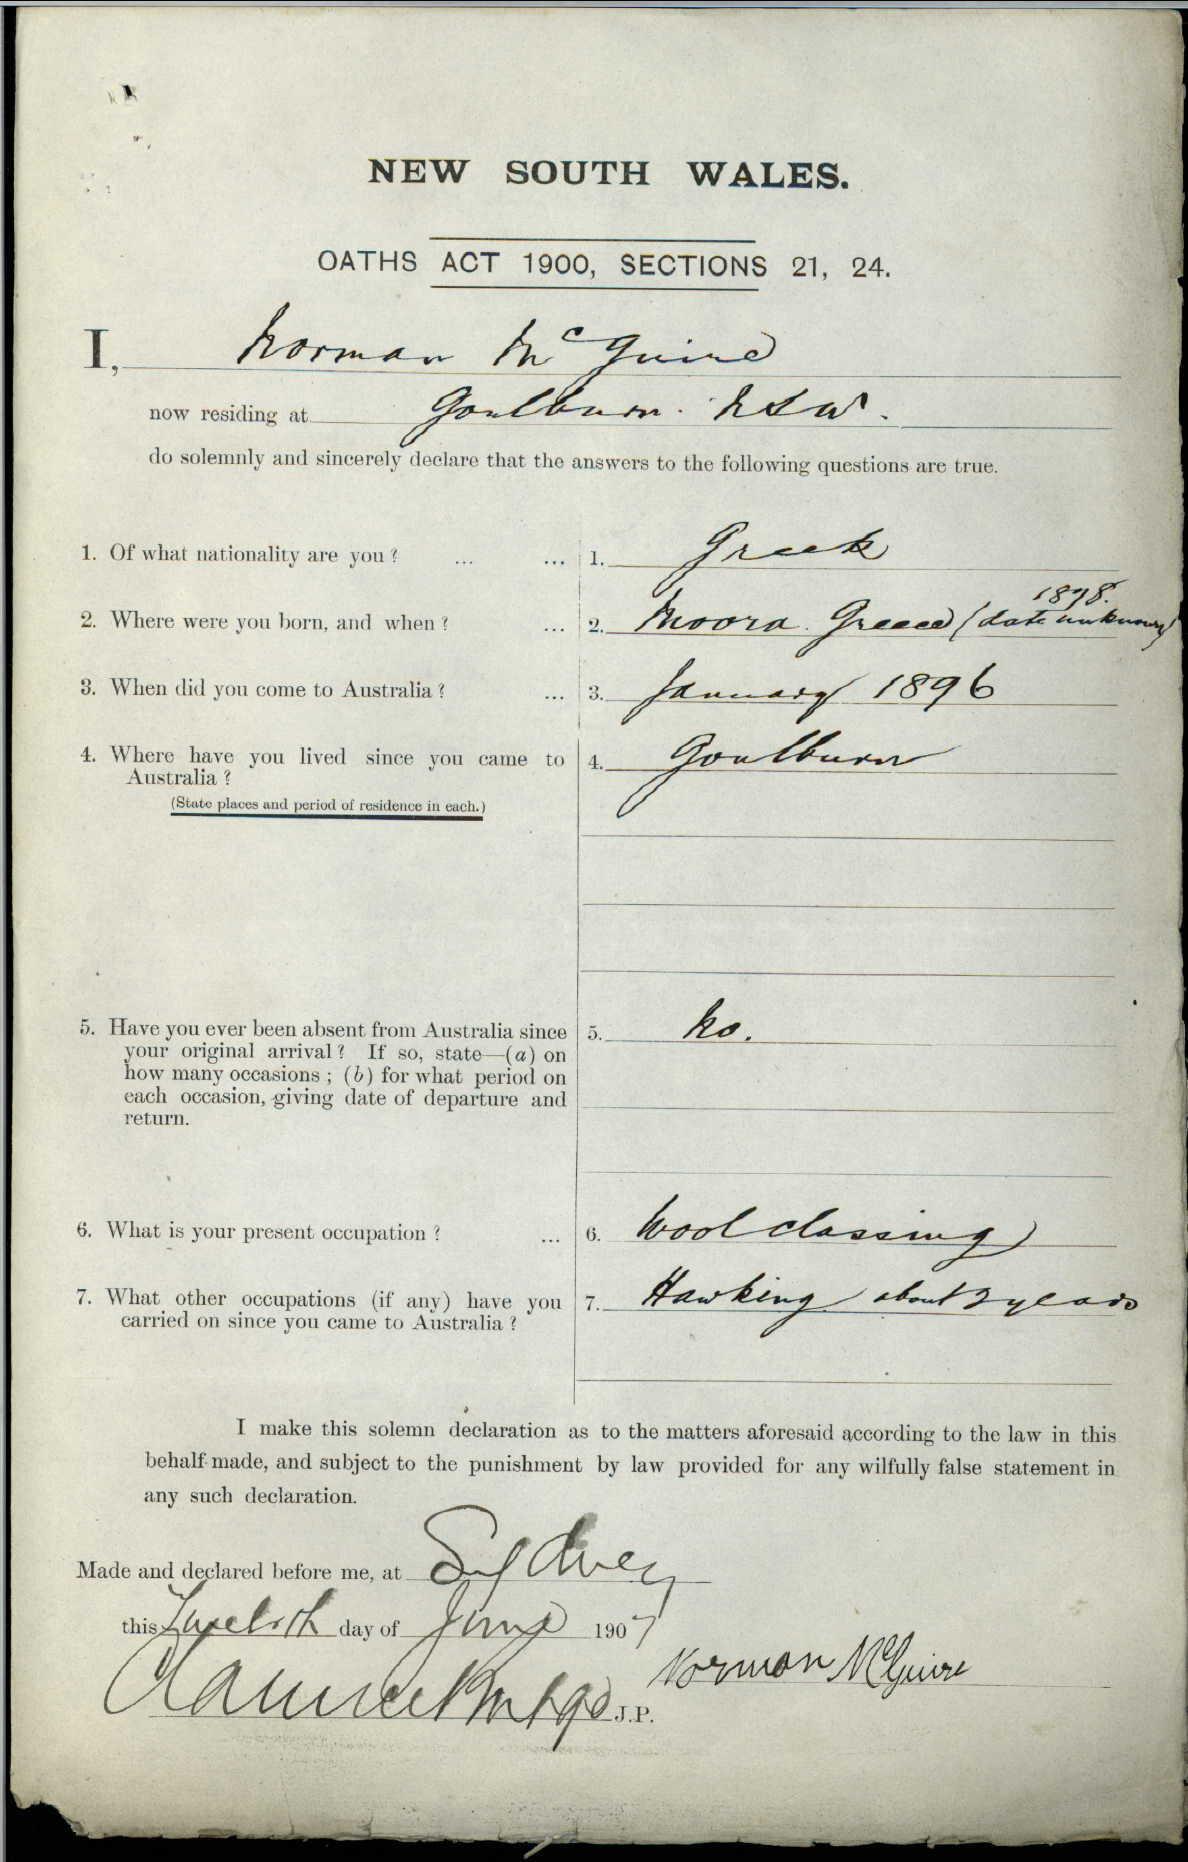 NEW SOUTH WALES.
OATHS ACT 1900, SECTIONS 21, 24.
I, Norman McGuire
now residing at Goulburn. NSW.
do solemnly and sincerely declare that the answers to the following questions are true.
1. Of what nationality are you? ... ... 1. Greek
1878.
2. Where were you born, and when? ... 2. Moora. Greece (date unknown)
3. When did you come to Australia? ... 3. January 1896
4. Where have you lived since you came to 4. Goulburn
Australia?
(State places and period of residence in each.)
5. Have you ever been absent from Australia since 5. No.
your original arrival? If so, state—(a) on
how many occasions; (b) for what period on
each occasion, giving date of departure and
return.
6. What is your present occupation? ... 6. Wool classing
7. What other occupations (if any) have you 7. Hawking about 2 years
carried on since you came to Australia?
I make this solemn declaration as to the matters aforesaid according to the law in this
behalf made, and subject to the punishment by law provided for any wilfully false statement in
any such declaration.
Made and declared before me, at Sydney
this Twelfth day of June 1907
Norman McGuire
J.P.